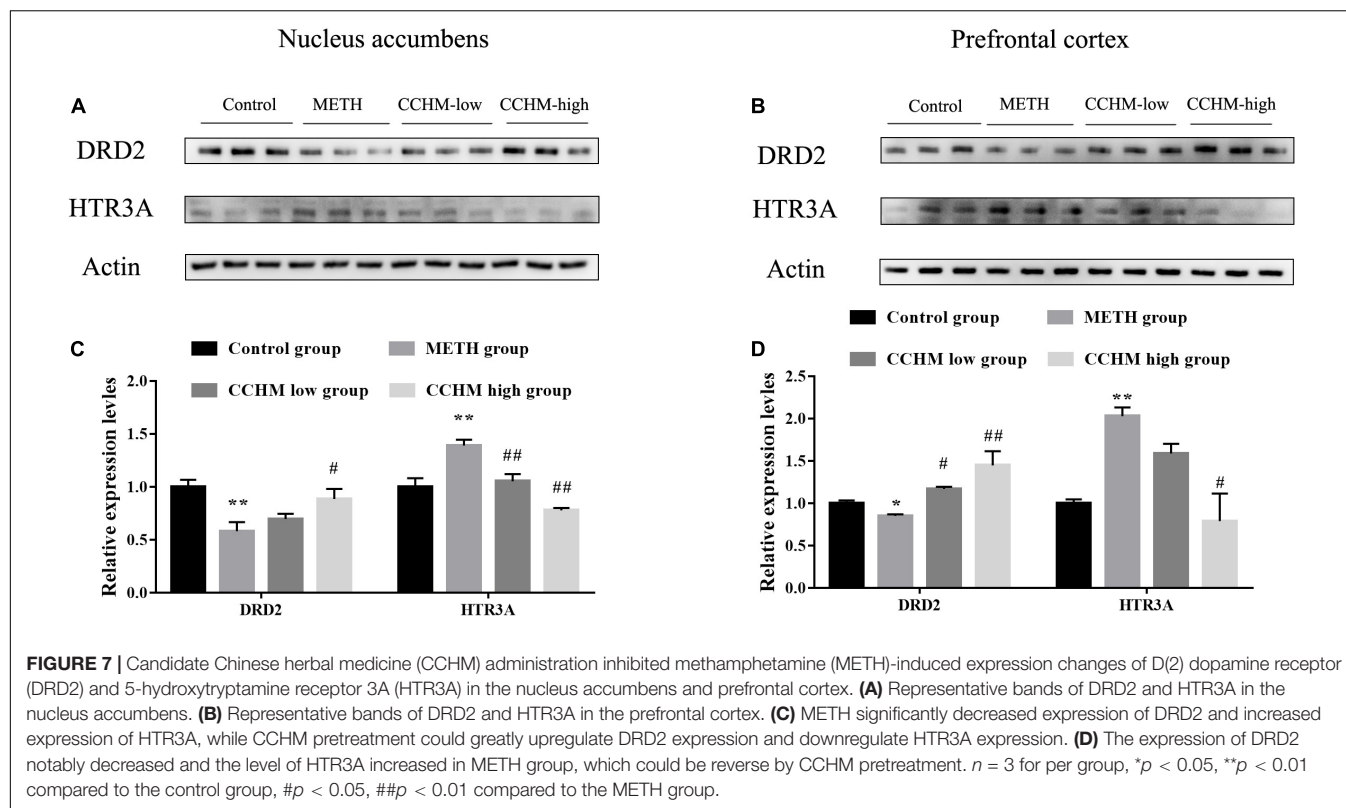 Nucleus accumbens
Prefrontal cortex
A
Control METH CCHM-low CCHM-high
DRD2
HTR3A
Actin
B
Control METH CCHM-low CCHM-high
DRD2
HTR3A
Actin
C
Control group METH group
CCHM low group CCHM high group
Relative expression levles
2.0
1.5
1.0
0.5
0.0
**
#
**
##
##
DRD2 HTR3A
D
Control group METH group
CCHM low group CCHM high group
Relative expression levles
2.5
2.0
1.5
1.0
0.5
0.0
*
#
##
**
#
DRD2 HTR3A
FIGURE 7 | Candidate Chinese herbal medicine (CCHM) administration inhibited methamphetamine (METH)-induced expression changes of D(2) dopamine receptor
(DRD2) and 5-hydroxytryptamine receptor 3A (HTR3A) in the nucleus accumbens and prefrontal cortex. (A) Representative bands of DRD2 and HTR3A in the
nucleus accumbens. (B) Representative bands of DRD2 and HTR3A in the prefrontal cortex. (C) METH significantly decreased expression of DRD2 and increased
expression of HTR3A, while CCHM pretreatment could greatly upregulate DRD2 expression and downregulate HTR3A expression. (D) The expression of DRD2
notably decreased and the level of HTR3A increased in METH group, which could be reverse by CCHM pretreatment. n = 3 for per group, *p < 0.05, **p < 0.01
compared to the control group, #p < 0.05, ##p < 0.01 compared to the METH group.